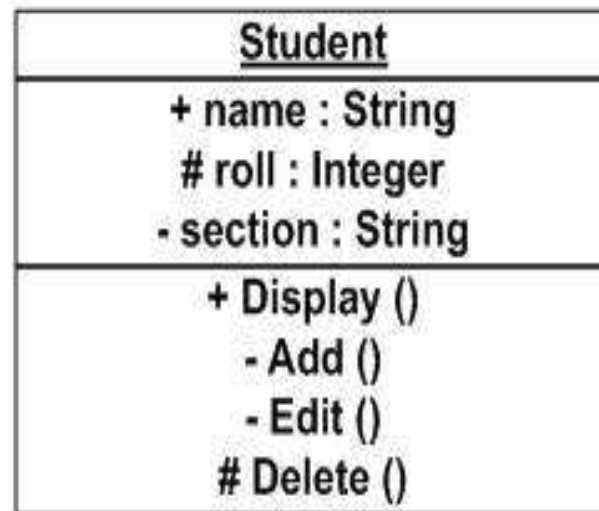 Student
+ name : String
# roll : Integer
- section : String
+ Display ()
- Add ()
- Edit ()
# Delete ()